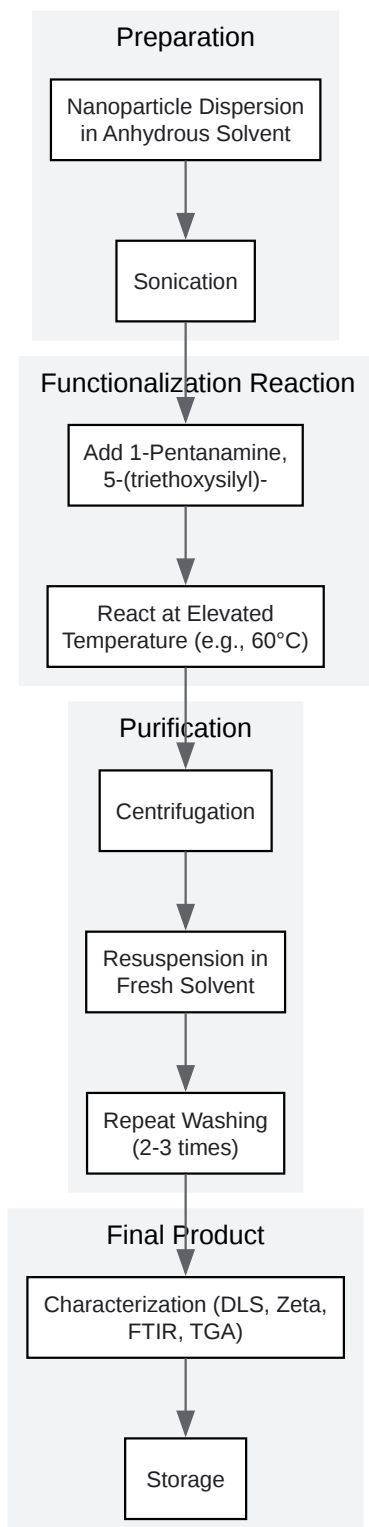 Preparation
Nanoparticle Dispersion
in Anhydrous Solvent
Sonication
Functionalization Reaction
Add 1-Pentanamine,
5-(triethoxysilyl)-
React at Elevated
Temperature (e.g., 60°C)
Purification
Centrifugation
Resuspension in
Fresh Solvent
Repeat Washing
(2-3 times)
Final Product
Characterization (DLS, Zeta,
FTIR, TGA)
Storage